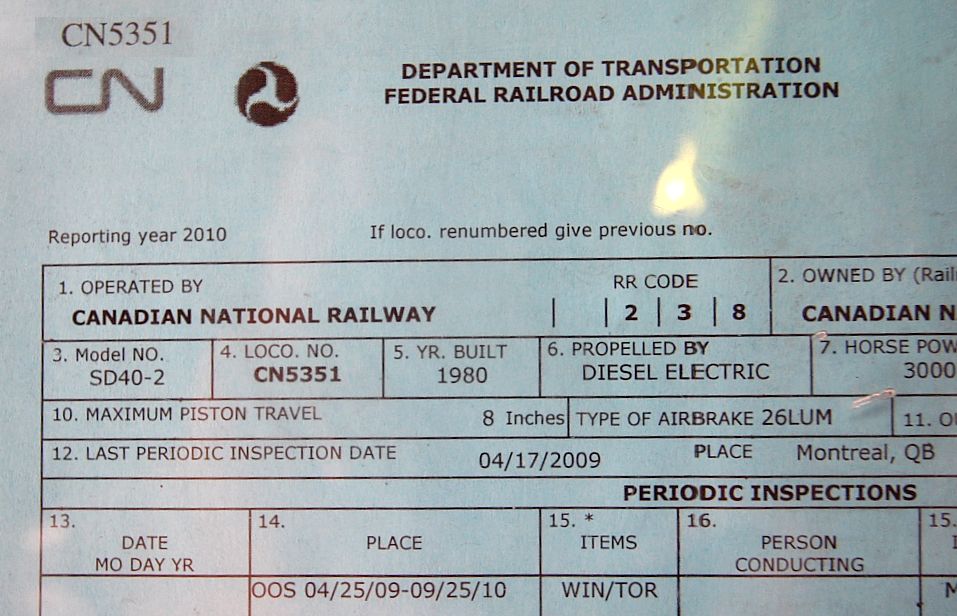 CN5351
CN
DEPARTMENT OF TRANSPORTATION
FEDERAL RAILROAD ADMINISTRATION
Reporting year 2010
If loco. renumbered give previous no.
1. OPERATED BY
CANADIAN NATIONAL RAILWAY
RR CODE
2 3 8
2. OWNED BY (Rail
CANADIAN N
3. Model NO.
SD40-2
4. LOCO. NO.
CN5351
5. YR. BUILT
1980
6. PROPELLED BY
DIESEL ELECTRIC
7. HORSE POW
3000
10. MAXIMUM PISTON TRAVEL 8 Inches
TYPE OF AIRBRAKE 26LUM
11. O
12. LAST PERIODIC INSPECTION DATE 04/17/2009 PLACE Montreal, QB
PERIODIC INSPECTIONS
13.
DATE
MO DAY YR
14.
PLACE
15. *
ITEMS
16.
PERSON
CONDUCTING
15.
I
OOS 04/25/09-09/25/10
WIN/TOR
M